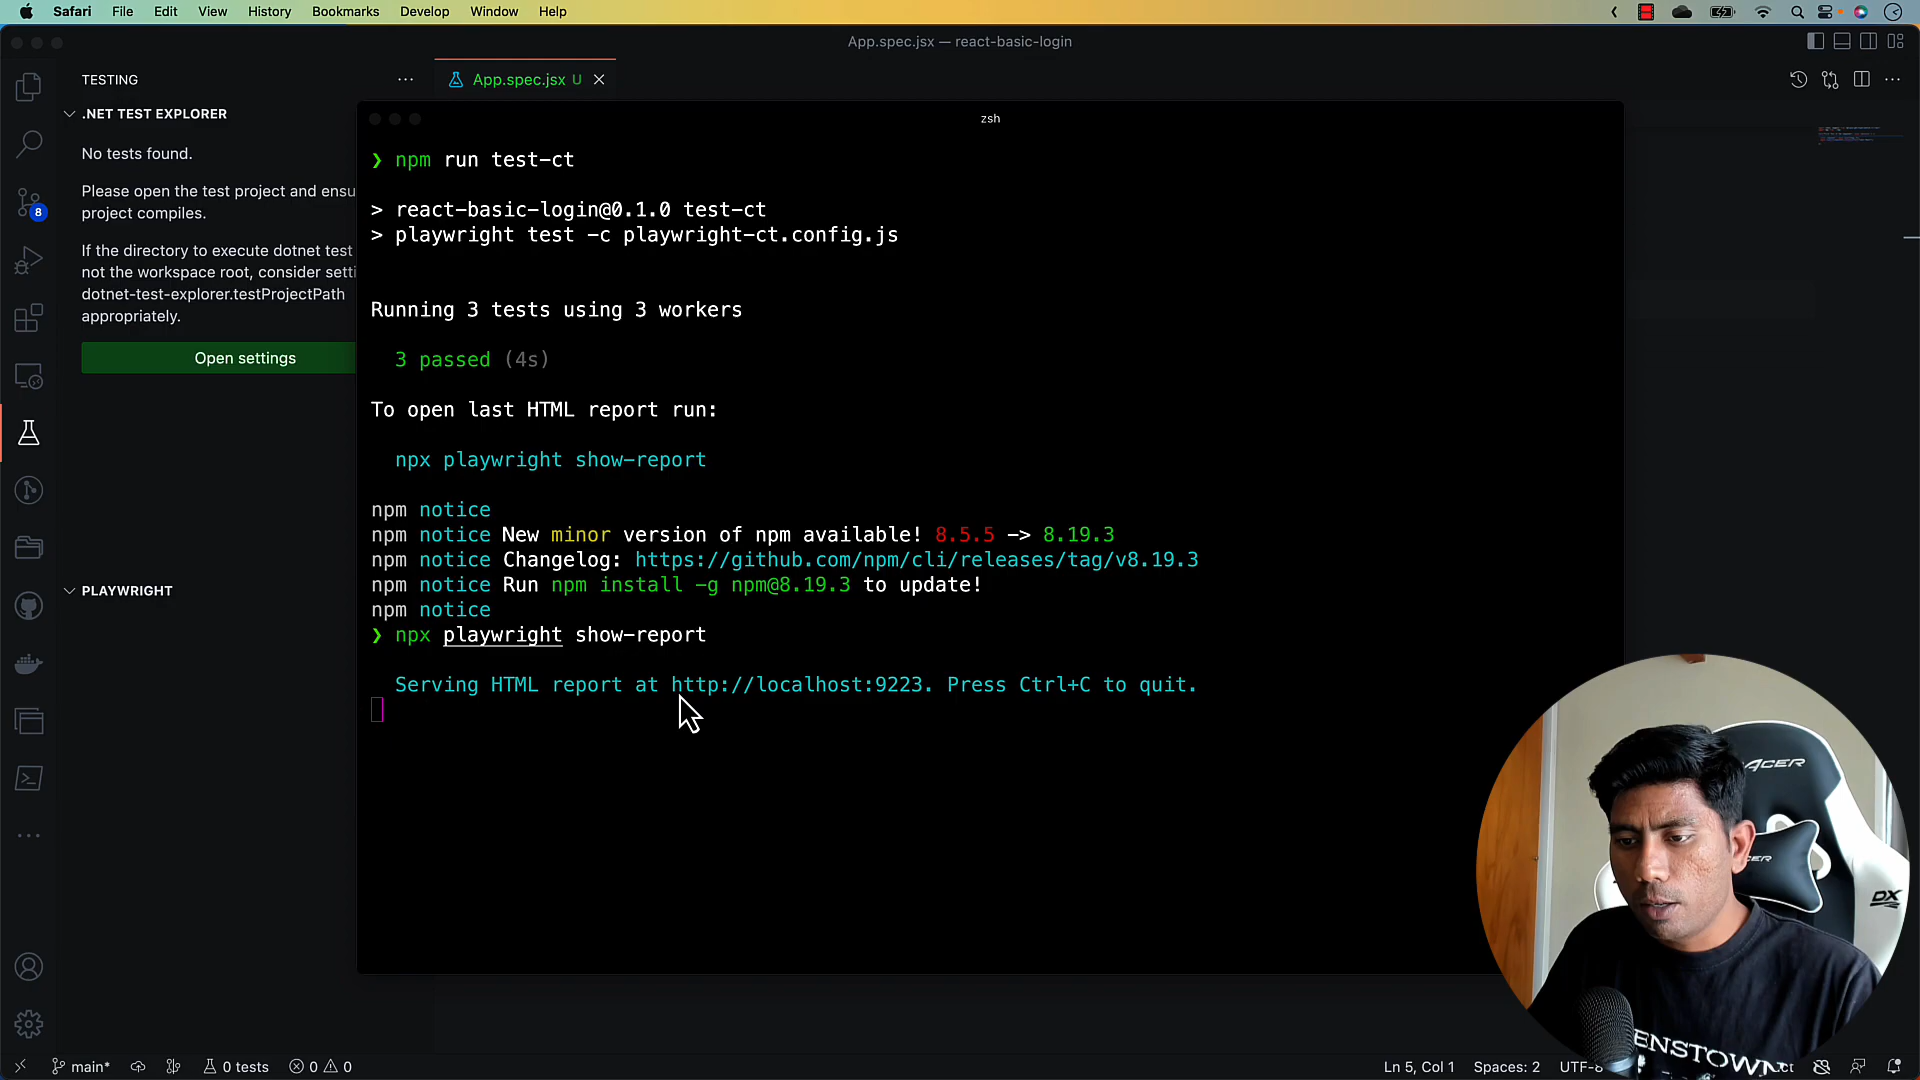 Safari File Edit View History Bookmarks Develop Window Help
App.spec.jsx — react-basic-login
TESTING
App.spec.jsx U
.NET TEST EXPLORER
No tests found.
Please open the test project and ensu
project compiles.
If the directory to execute dotnet test
not the workspace root, consider setti
dotnet-test-explorer.testProjectPath
appropriately.
Open settings
PLAYWRIGHT
8
zsh
❯ npm run test-ct
> react-basic-login@0.1.0 test-ct
> playwright test -c playwright-ct.config.js
Running 3 tests using 3 workers
3 passed (4s)
To open last HTML report run:
npx playwright show-report
npm notice
npm notice New minor version of npm available! 8.5.5 -> 8.19.3
npm notice Changelog: https://github.com/npm/cli/releases/tag/v8.19.3
npm notice Run npm install -g npm@8.19.3 to update!
npm notice
❯ npx playwright show-report
Serving HTML report at http://localhost:9223. Press Ctrl+C to quit.
ACER
DX
main* 0 tests 0 0 Ln 5, Col 1 Spaces: 2 UTF-8